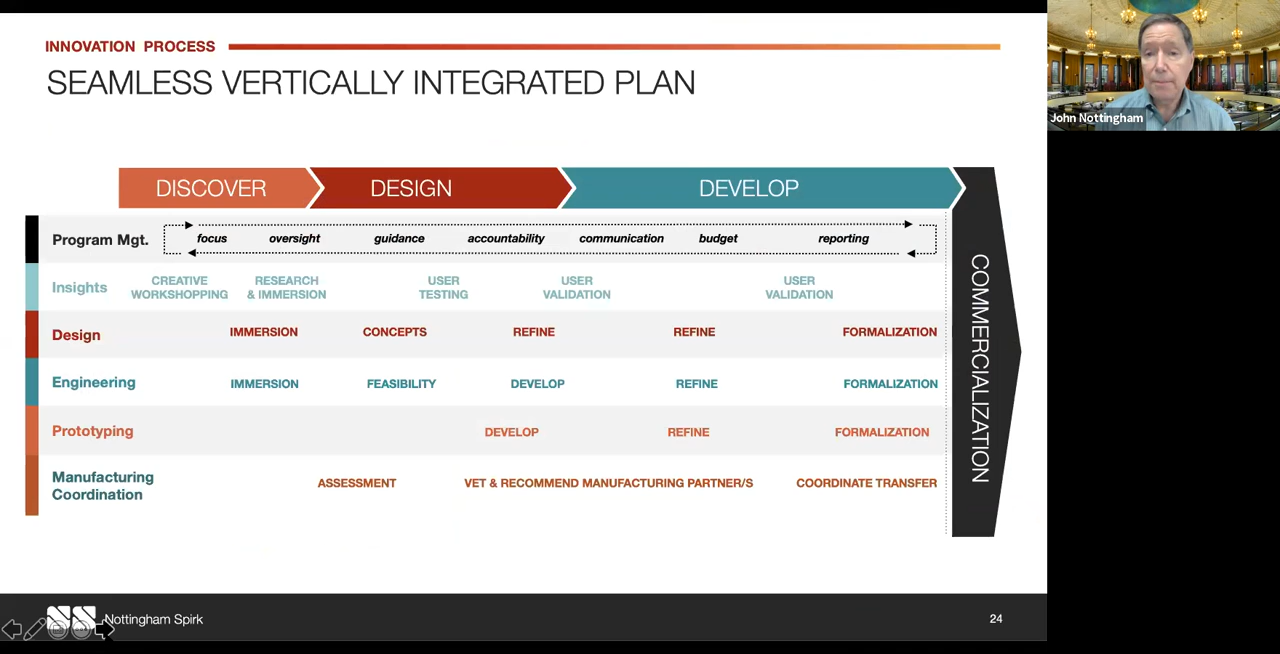 INNOVATION PROCESS
SEAMLESS VERTICALLY INTEGRATED PLAN
John Nottingham
DISCOVER DESIGN DEVELOP
Program Mgt. focus oversight guidance accountability communication budget reporting
Insights CREATIVE RESEARCH USER USER USER
WORKSHOPPING & IMMERSION TESTING VALIDATION VALIDATION
Design IMMERSION CONCEPTS REFINE REFINE FORMALIZATION
Engineering IMMERSION FEASIBILITY DEVELOP REFINE FORMALIZATION
Prototyping DEVELOP REFINE FORMALIZATION
Manufacturing ASSESSMENT VET & RECOMMEND MANUFACTURING PARTNER/S COORDINATE TRANSFER
Coordination
COMMERCIALIZATION
Nottingham Spirk
24